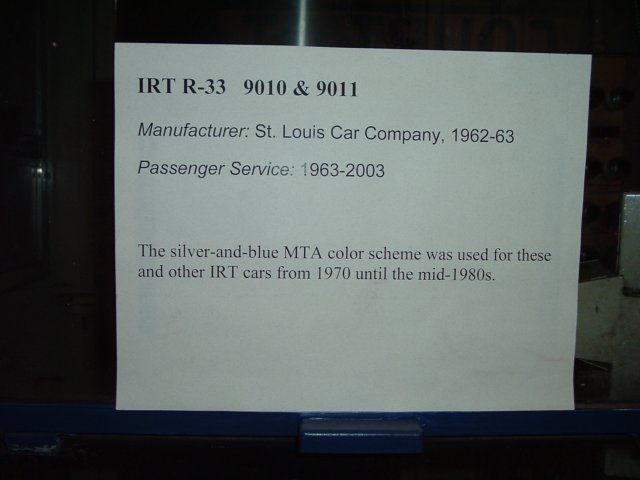 IRT R-33 9010 & 9011
Manufacturer: St. Louis Car Company, 1962-63
Passenger Service: 1963-2003
The silver-and-blue MTA color scheme was used for these
and other IRT cars from 1970 until the mid-1980s.